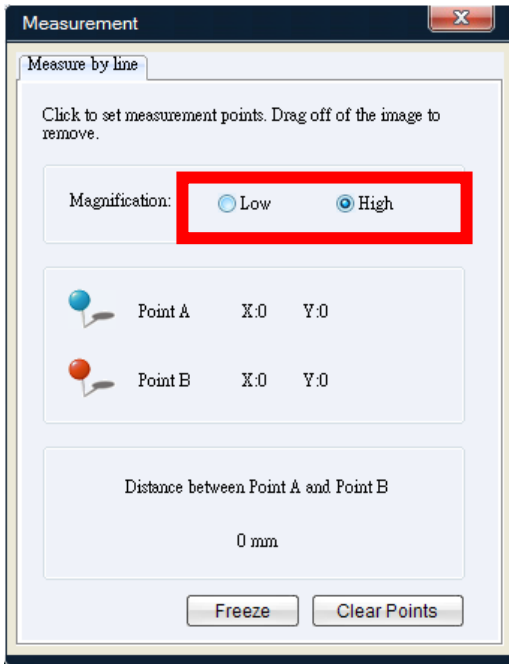 Measurement
Measure by line
Click to set measurement points. Drag off of the image to
remove.
Magnification: Low High
Point A X:0 Y:0
Point B X:0 Y:0
Distance between Point A and Point B
0 mm
Freeze Clear Points